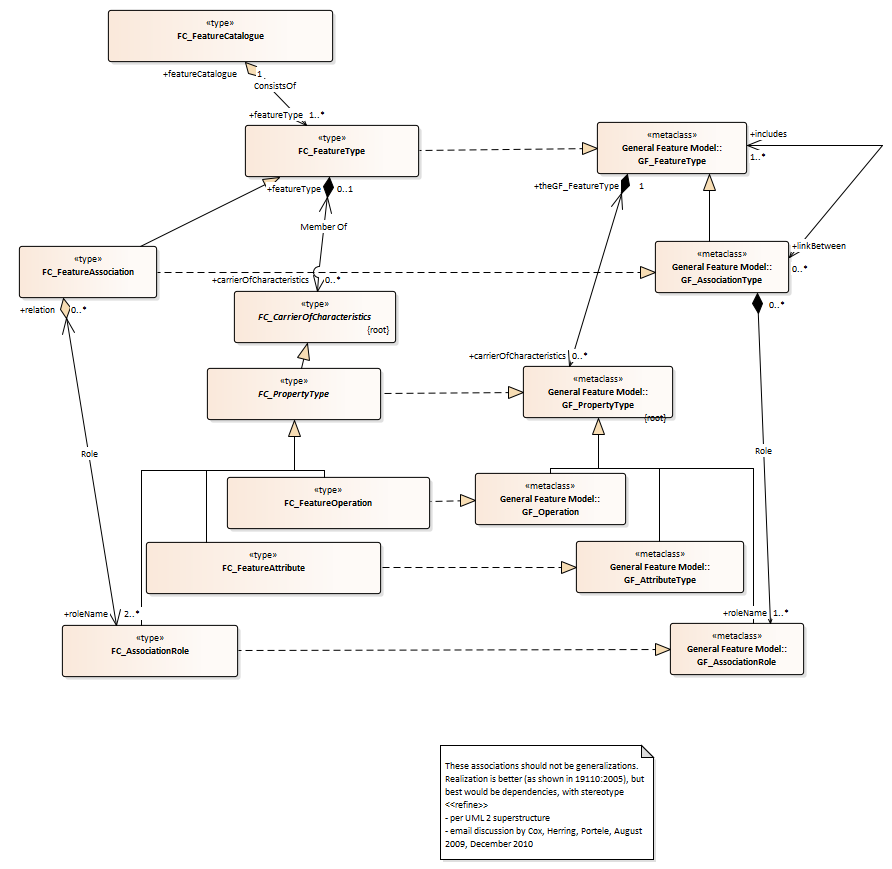 «type»
FC_FeatureCatalogue
+featureCatalogue 1
ConsistsOf
+featureType 1..*
«type»
FC_FeatureType
«metaclass»
General Feature Model::
GF_FeatureType
+includes
1..*
+featureType 0..1
+theGF_FeatureType 1
Member Of
«type»
FC_FeatureAssociation
«metaclass»
General Feature Model::
GF_AssociationType
+linkBetween
0..*
+carrierOfCharacteristics 0..*
+relation 0..*
0..*
«type»
FC_CarrierOfCharacteristics
{root}
+carrierOfCharacteristics 0..*
«type»
FC_PropertyType
«metaclass»
General Feature Model::
GF_PropertyType
{root}
Role
Role
«type»
FC_FeatureOperation
«metaclass»
General Feature Model::
GF_Operation
«type»
FC_FeatureAttribute
«metaclass»
General Feature Model::
GF_AttributeType
+roleName 2..*
+roleName 1..*
«type»
FC_AssociationRole
«metaclass»
General Feature Model::
GF_AssociationRole
These associations should not be generalizations.
Realization is better (as shown in 19110:2005), but
best would be dependencies, with stereotype
<<refine>>
- per UML 2 superstructure
- email discussion by Cox, Herring, Portele, August
2009, December 2010